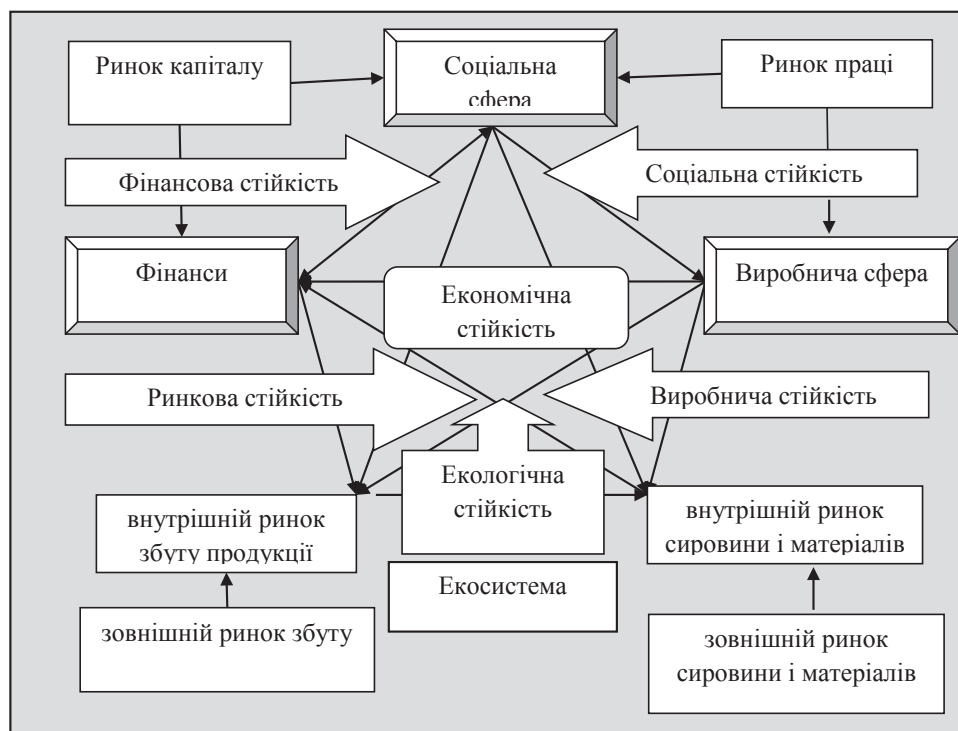 Ринок капіталу
Соціальна
сфера
Ринок праці
Фінансова стійкість
Соціальна стійкість
Фінанси
Виробнича сфера
Економічна
стійкість
Ринкова стійкість
Виробнича стійкість
Екологічна
стійкість
внутрішній ринок
збуту продукції
внутрішній ринок
сировини і матеріалів
Екосистема
зовнішній ринок збуту
зовнішній ринок
сировини і матеріалів